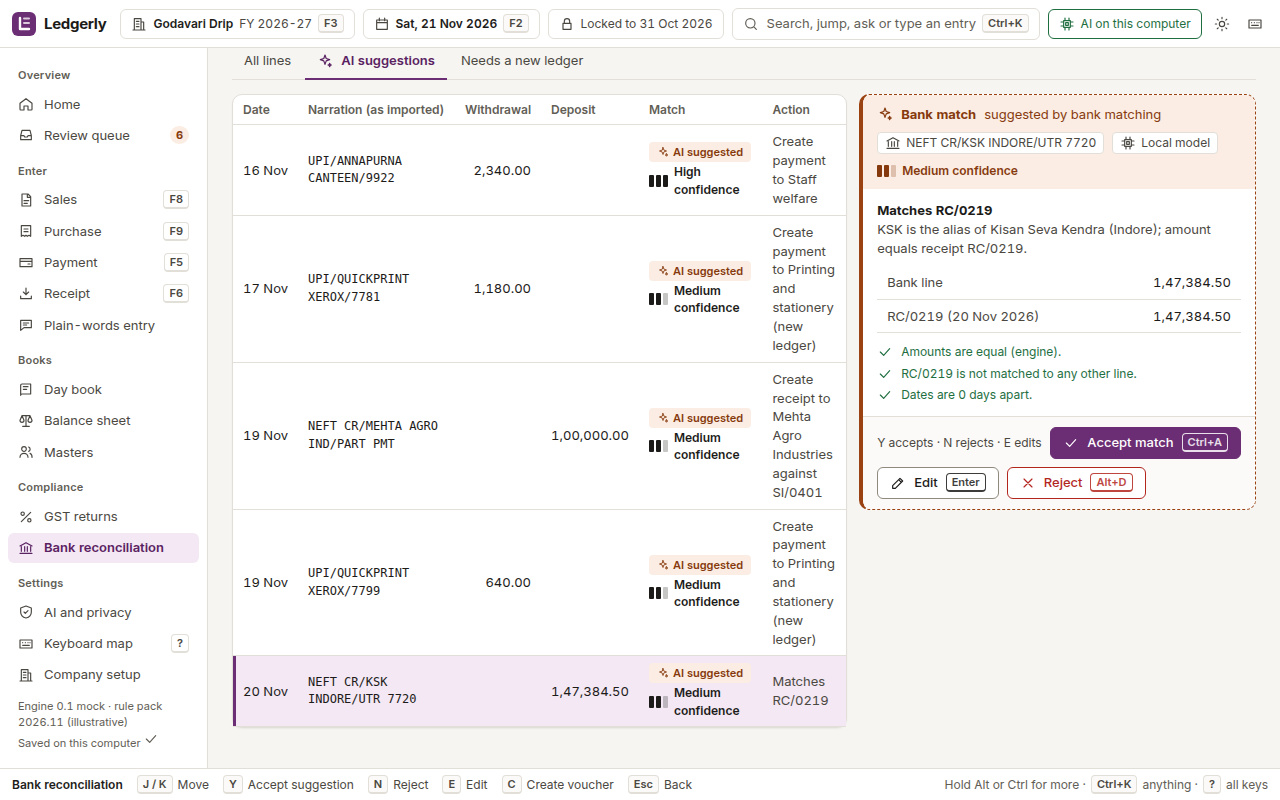 Ledgerly
Godavari Drip FY 2026-27 F3
Sat, 21 Nov 2026 F2
Locked to 31 Oct 2026
Search, jump, ask or type an entry Ctrl+K
AI on this computer
Overview
Home
Review queue 6
Enter
Sales F8
Purchase F9
Payment F5
Receipt F6
Plain-words entry
Books
Day book
Balance sheet
Masters
Compliance
GST returns
Bank reconciliation
Settings
AI and privacy
Keyboard map ?
Company setup
Engine 0.1 mock · rule pack
2026.11 (illustrative)
Saved on this computer
All lines AI suggestions Needs a new ledger
Date Narration (as imported) Withdrawal Deposit Match Action
16 Nov
UPI/ANNAPURNA
CANTEEN/9922
2,340.00
AI suggested
High
confidence
Create
payment
to Staff
welfare
17 Nov
UPI/QUICKPRINT
XEROX/7781
1,180.00
AI suggested
Medium
confidence
Create
payment
to Printing
and
stationery
(new
ledger)
19 Nov
NEFT CR/MEHTA AGRO
IND/PART PMT
1,00,000.00
AI suggested
Medium
confidence
Create
receipt to
Mehta
Agro
Industries
against
SI/0401
19 Nov
UPI/QUICKPRINT
XEROX/7799
640.00
AI suggested
Medium
confidence
Create
payment
to Printing
and
stationery
(new
ledger)
20 Nov
NEFT CR/KSK
INDORE/UTR 7720
1,47,384.50
AI suggested
Medium
confidence
Matches
RC/0219
Bank match suggested by bank matching
NEFT CR/KSK INDORE/UTR 7720 Local model
Medium confidence
Matches RC/0219
KSK is the alias of Kisan Seva Kendra (Indore); amount
equals receipt RC/0219.
Bank line 1,47,384.50
RC/0219 (20 Nov 2026) 1,47,384.50
Amounts are equal (engine).
RC/0219 is not matched to any other line.
Dates are 0 days apart.
Y accepts · N rejects · E edits Accept match Ctrl+A
Edit Enter Reject Alt+D
Bank reconciliation J / K Move Y Accept suggestion N Reject E Edit C Create voucher Esc Back
Hold Alt or Ctrl for more · Ctrl+K anything · ? all keys